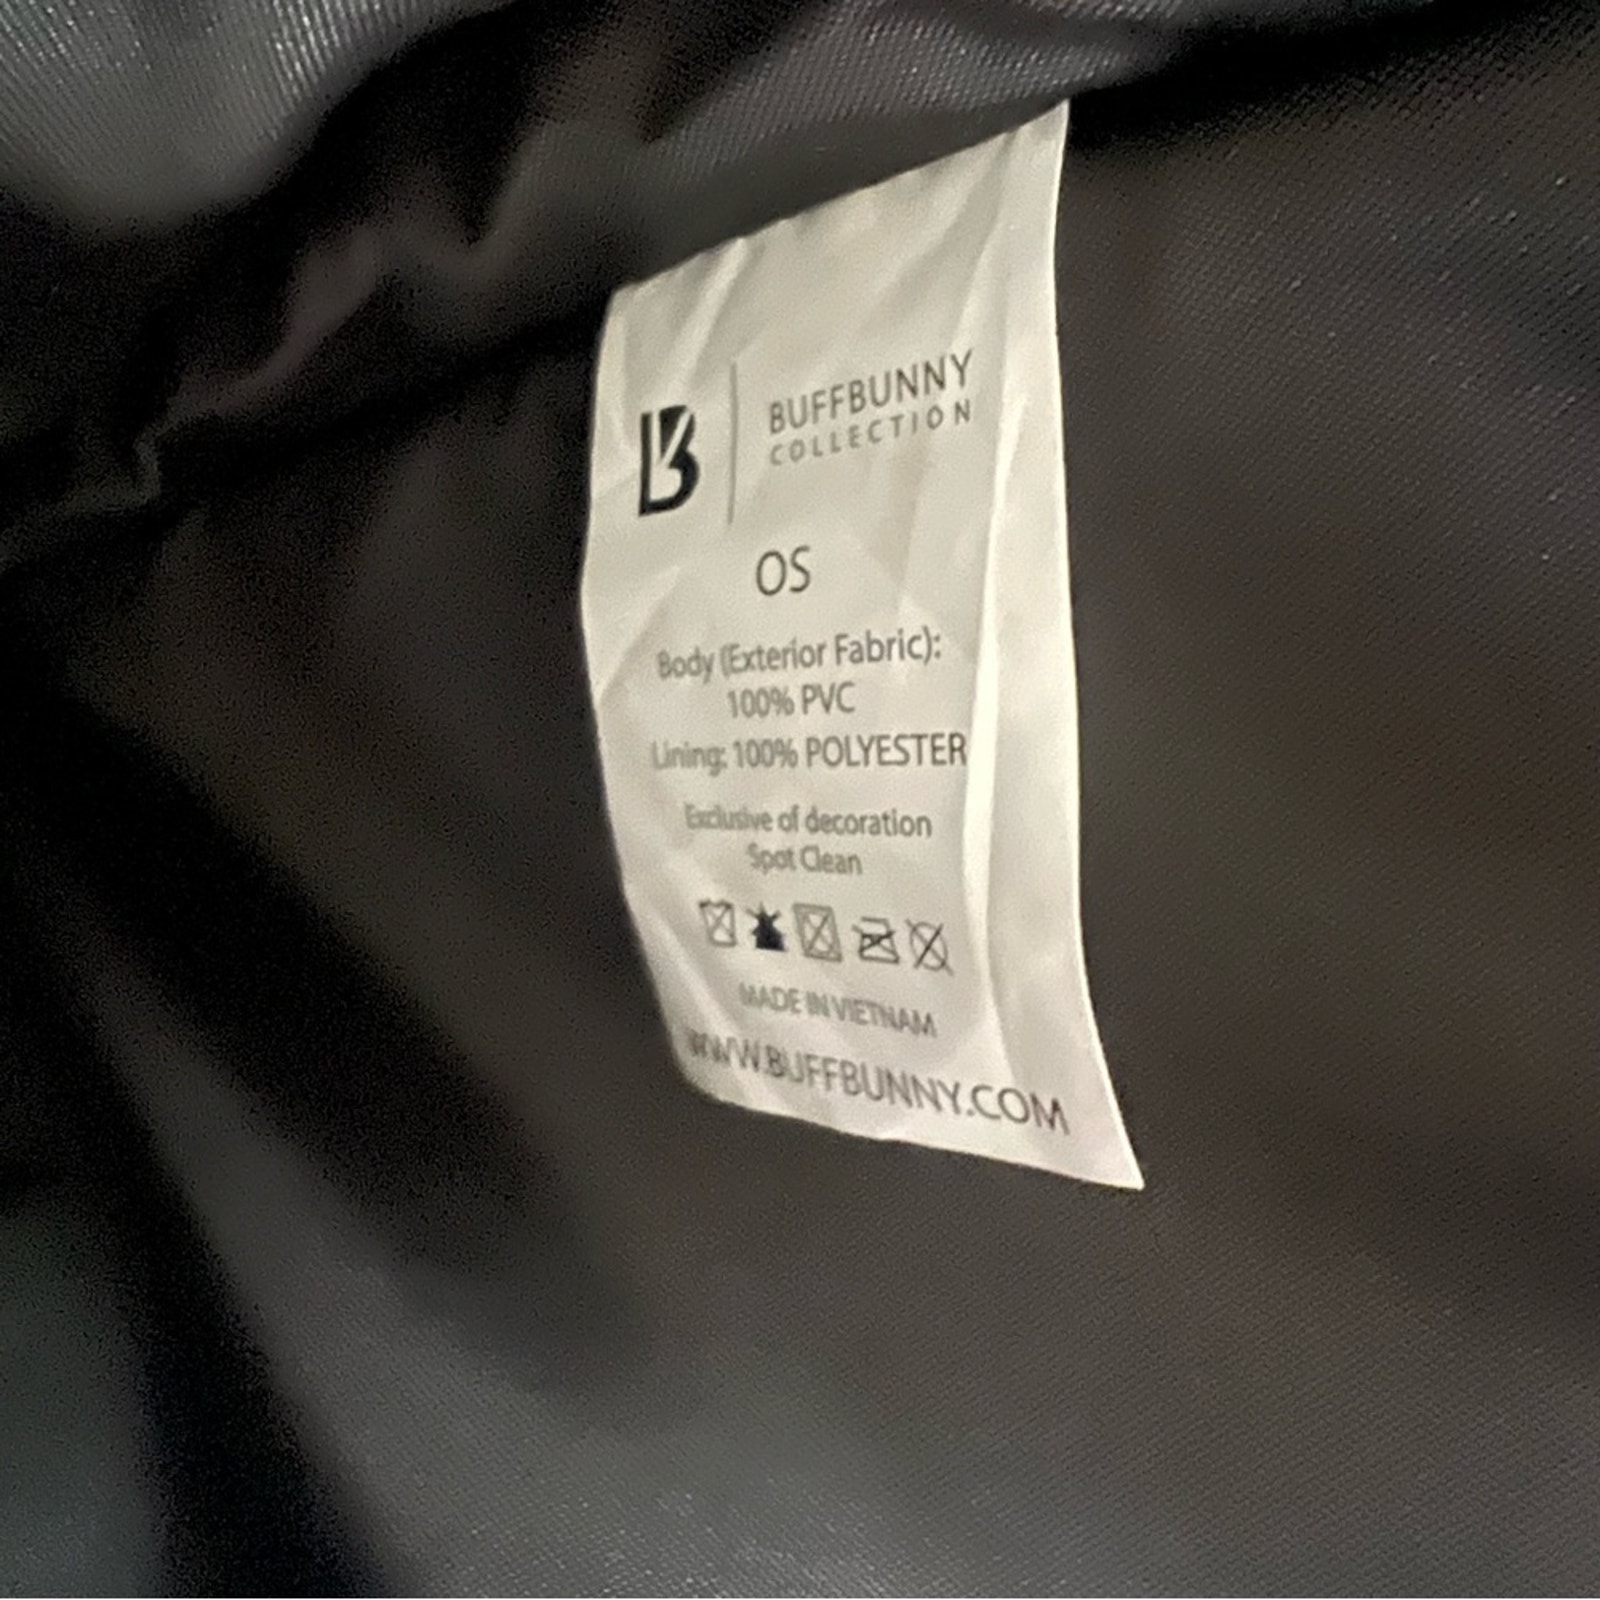 B BUFFBUNNY
COLLECTION
OS
Body (Exterior Fabric):
100% PVC
Lining: 100% POLYESTER
Exclusive of decoration
Spot Clean
MADE IN VIETNAM
WWW.BUFFBUNNY.COM